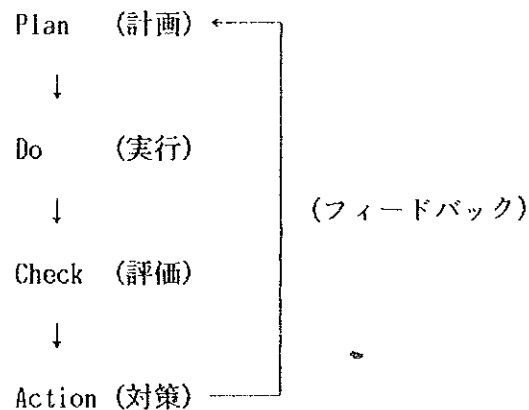 Plan (計画)
↓
Do (実行)
↓
(フィードバック)
Check (評価)
↓
Action (対策)